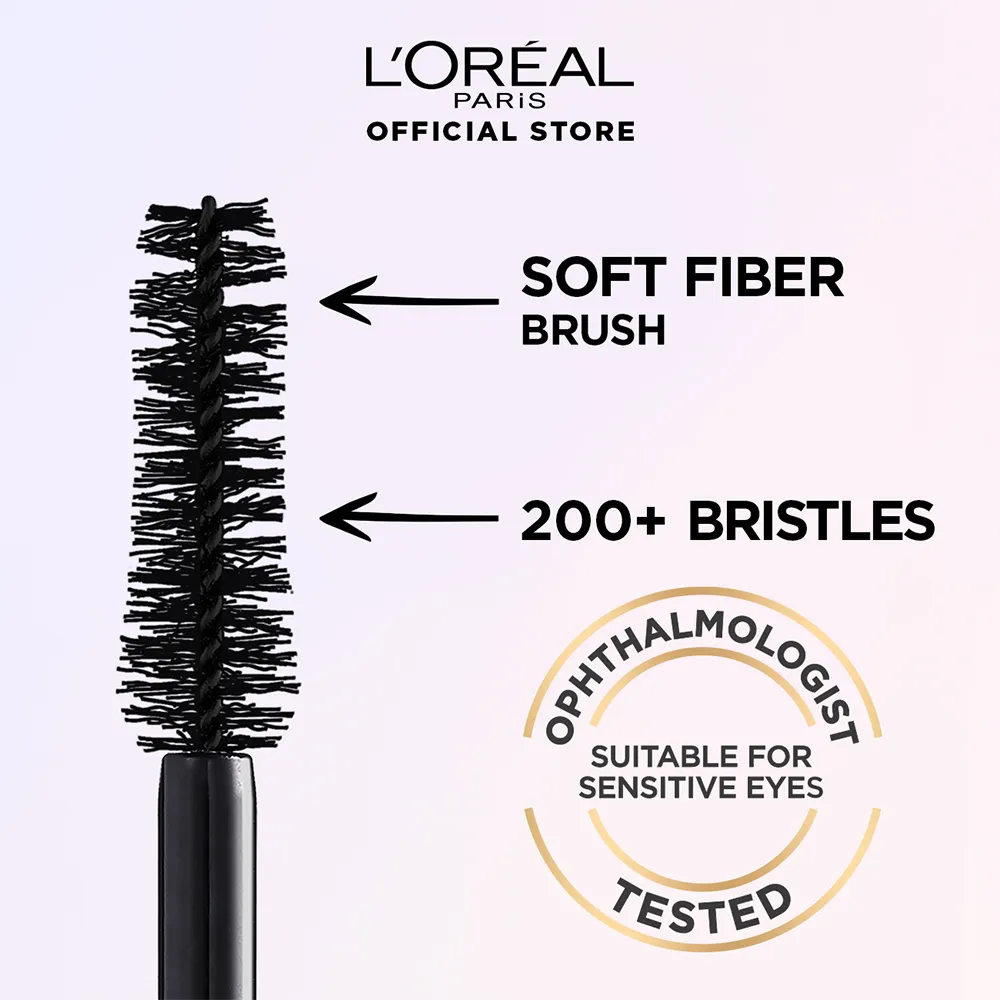 L'ORÉAL
PARiS
OFFICIAL STORE
SOFT FIBER
BRUSH
200+ BRISTLES
OPHTHALMOLOGIST
SUITABLE FOR
SENSITIVE EYES
TESTED